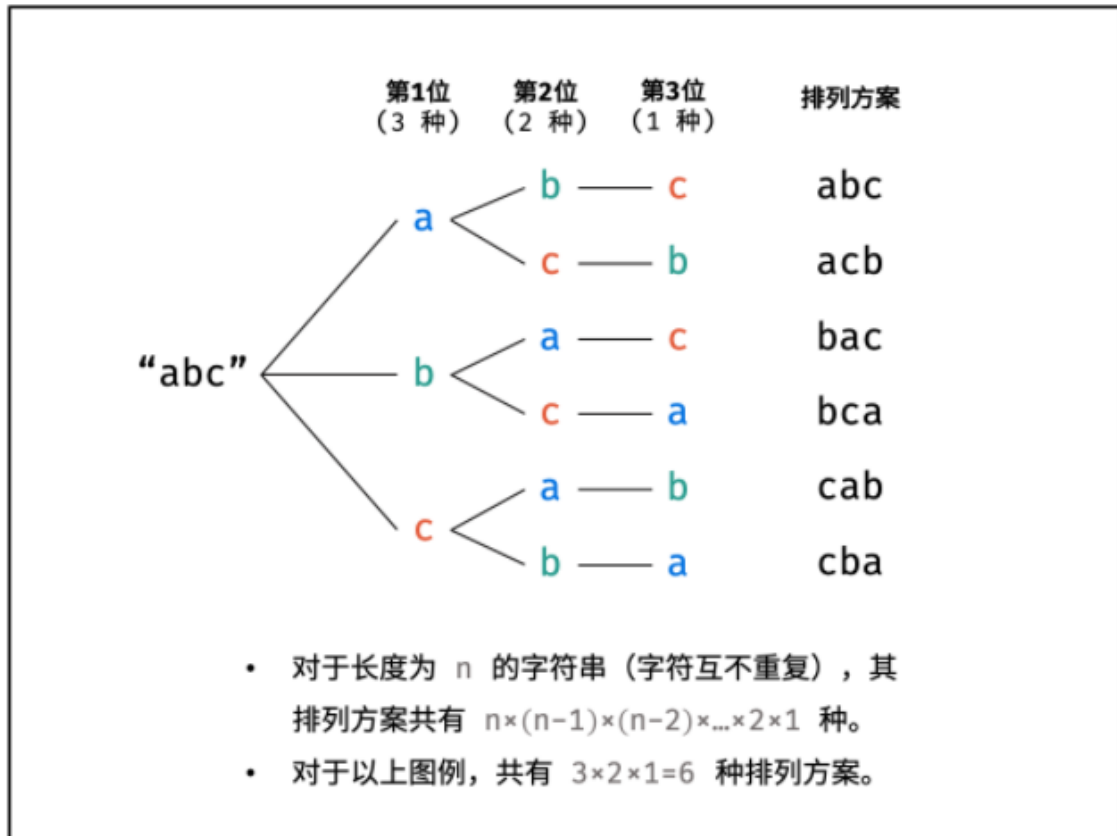 第1位 第2位 第3位 排列方案
(3 种) (2 种) (1 种)
b c abc
a
c b acb
a c bac
“abc” b
c a bca
a b cab
c
b a cba
• 对于长度为 n 的字符串（字符互不重复），其
排列方案共有 n×(n-1)×(n-2)×…×2×1 种。
• 对于以上图例，共有 3×2×1=6 种排列方案。